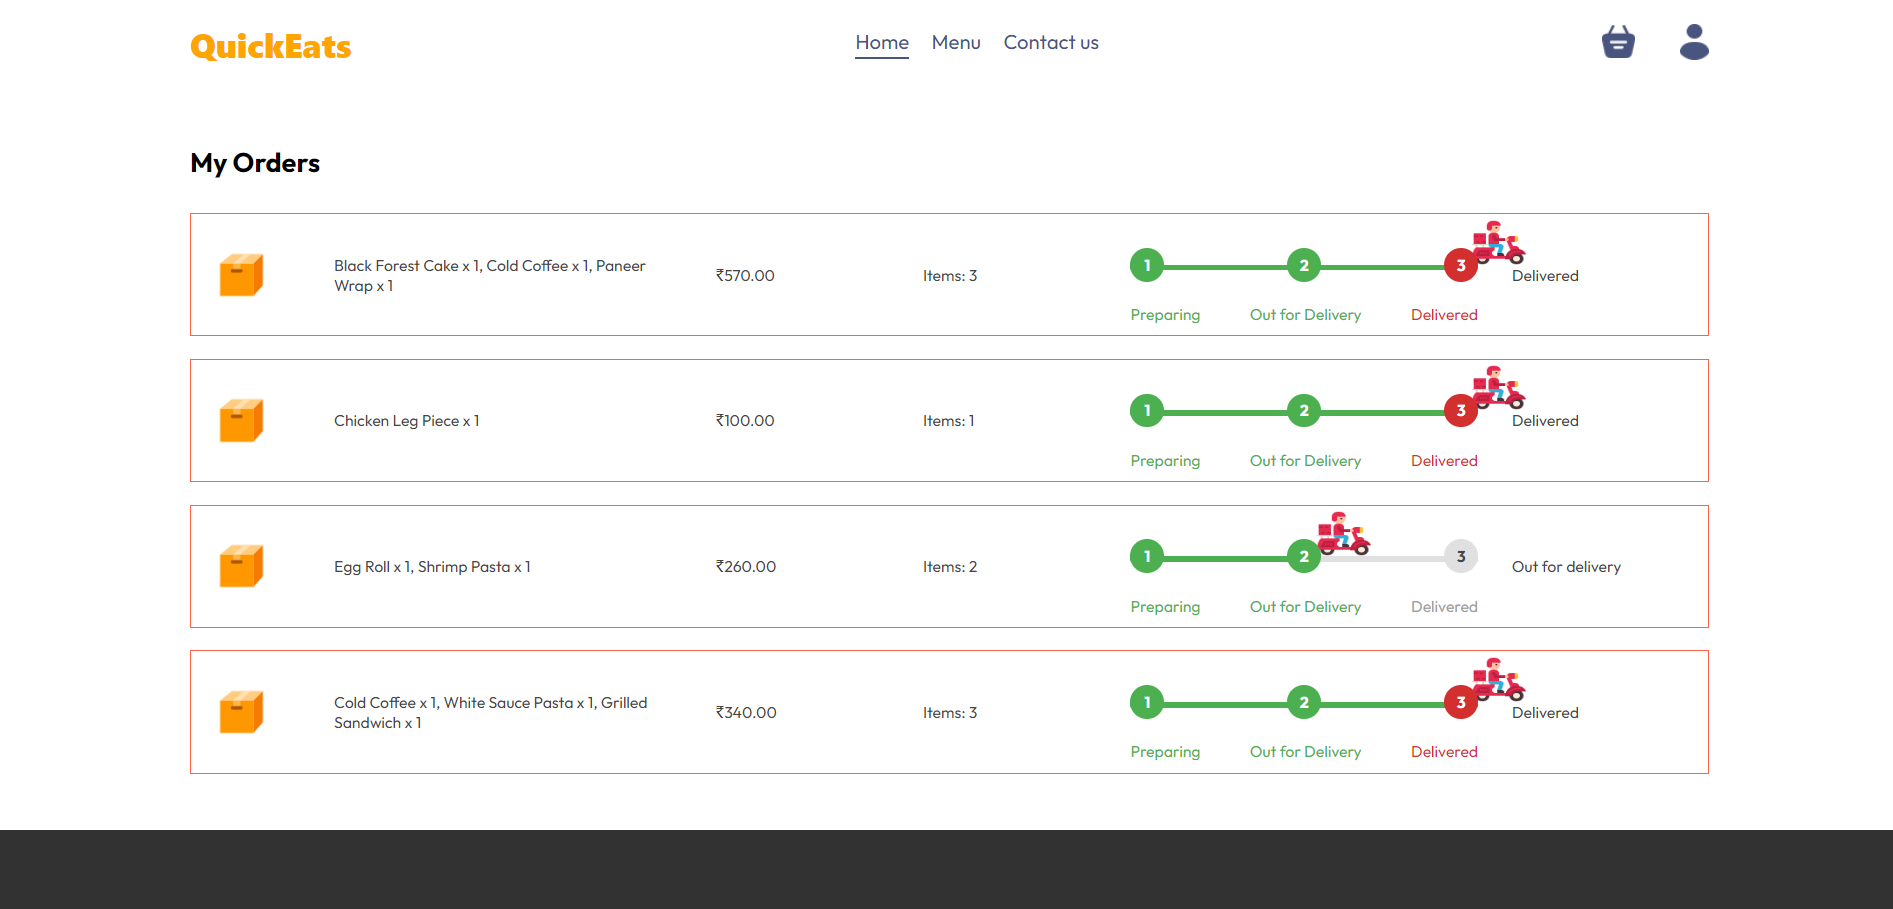 QuickEats
Home Menu Contact us
My Orders
Black Forest Cake x 1, Cold Coffee x 1, Paneer
Wrap x 1
₹570.00
Items: 3
1 2 3
Preparing Out for Delivery Delivered
Delivered
Chicken Leg Piece x 1
₹100.00
Items: 1
1 2 3
Preparing Out for Delivery Delivered
Delivered
Egg Roll x 1, Shrimp Pasta x 1
₹260.00
Items: 2
1 2 3
Preparing Out for Delivery Delivered
Out for delivery
Cold Coffee x 1, White Sauce Pasta x 1, Grilled
Sandwich x 1
₹340.00
Items: 3
1 2 3
Preparing Out for Delivery Delivered
Delivered